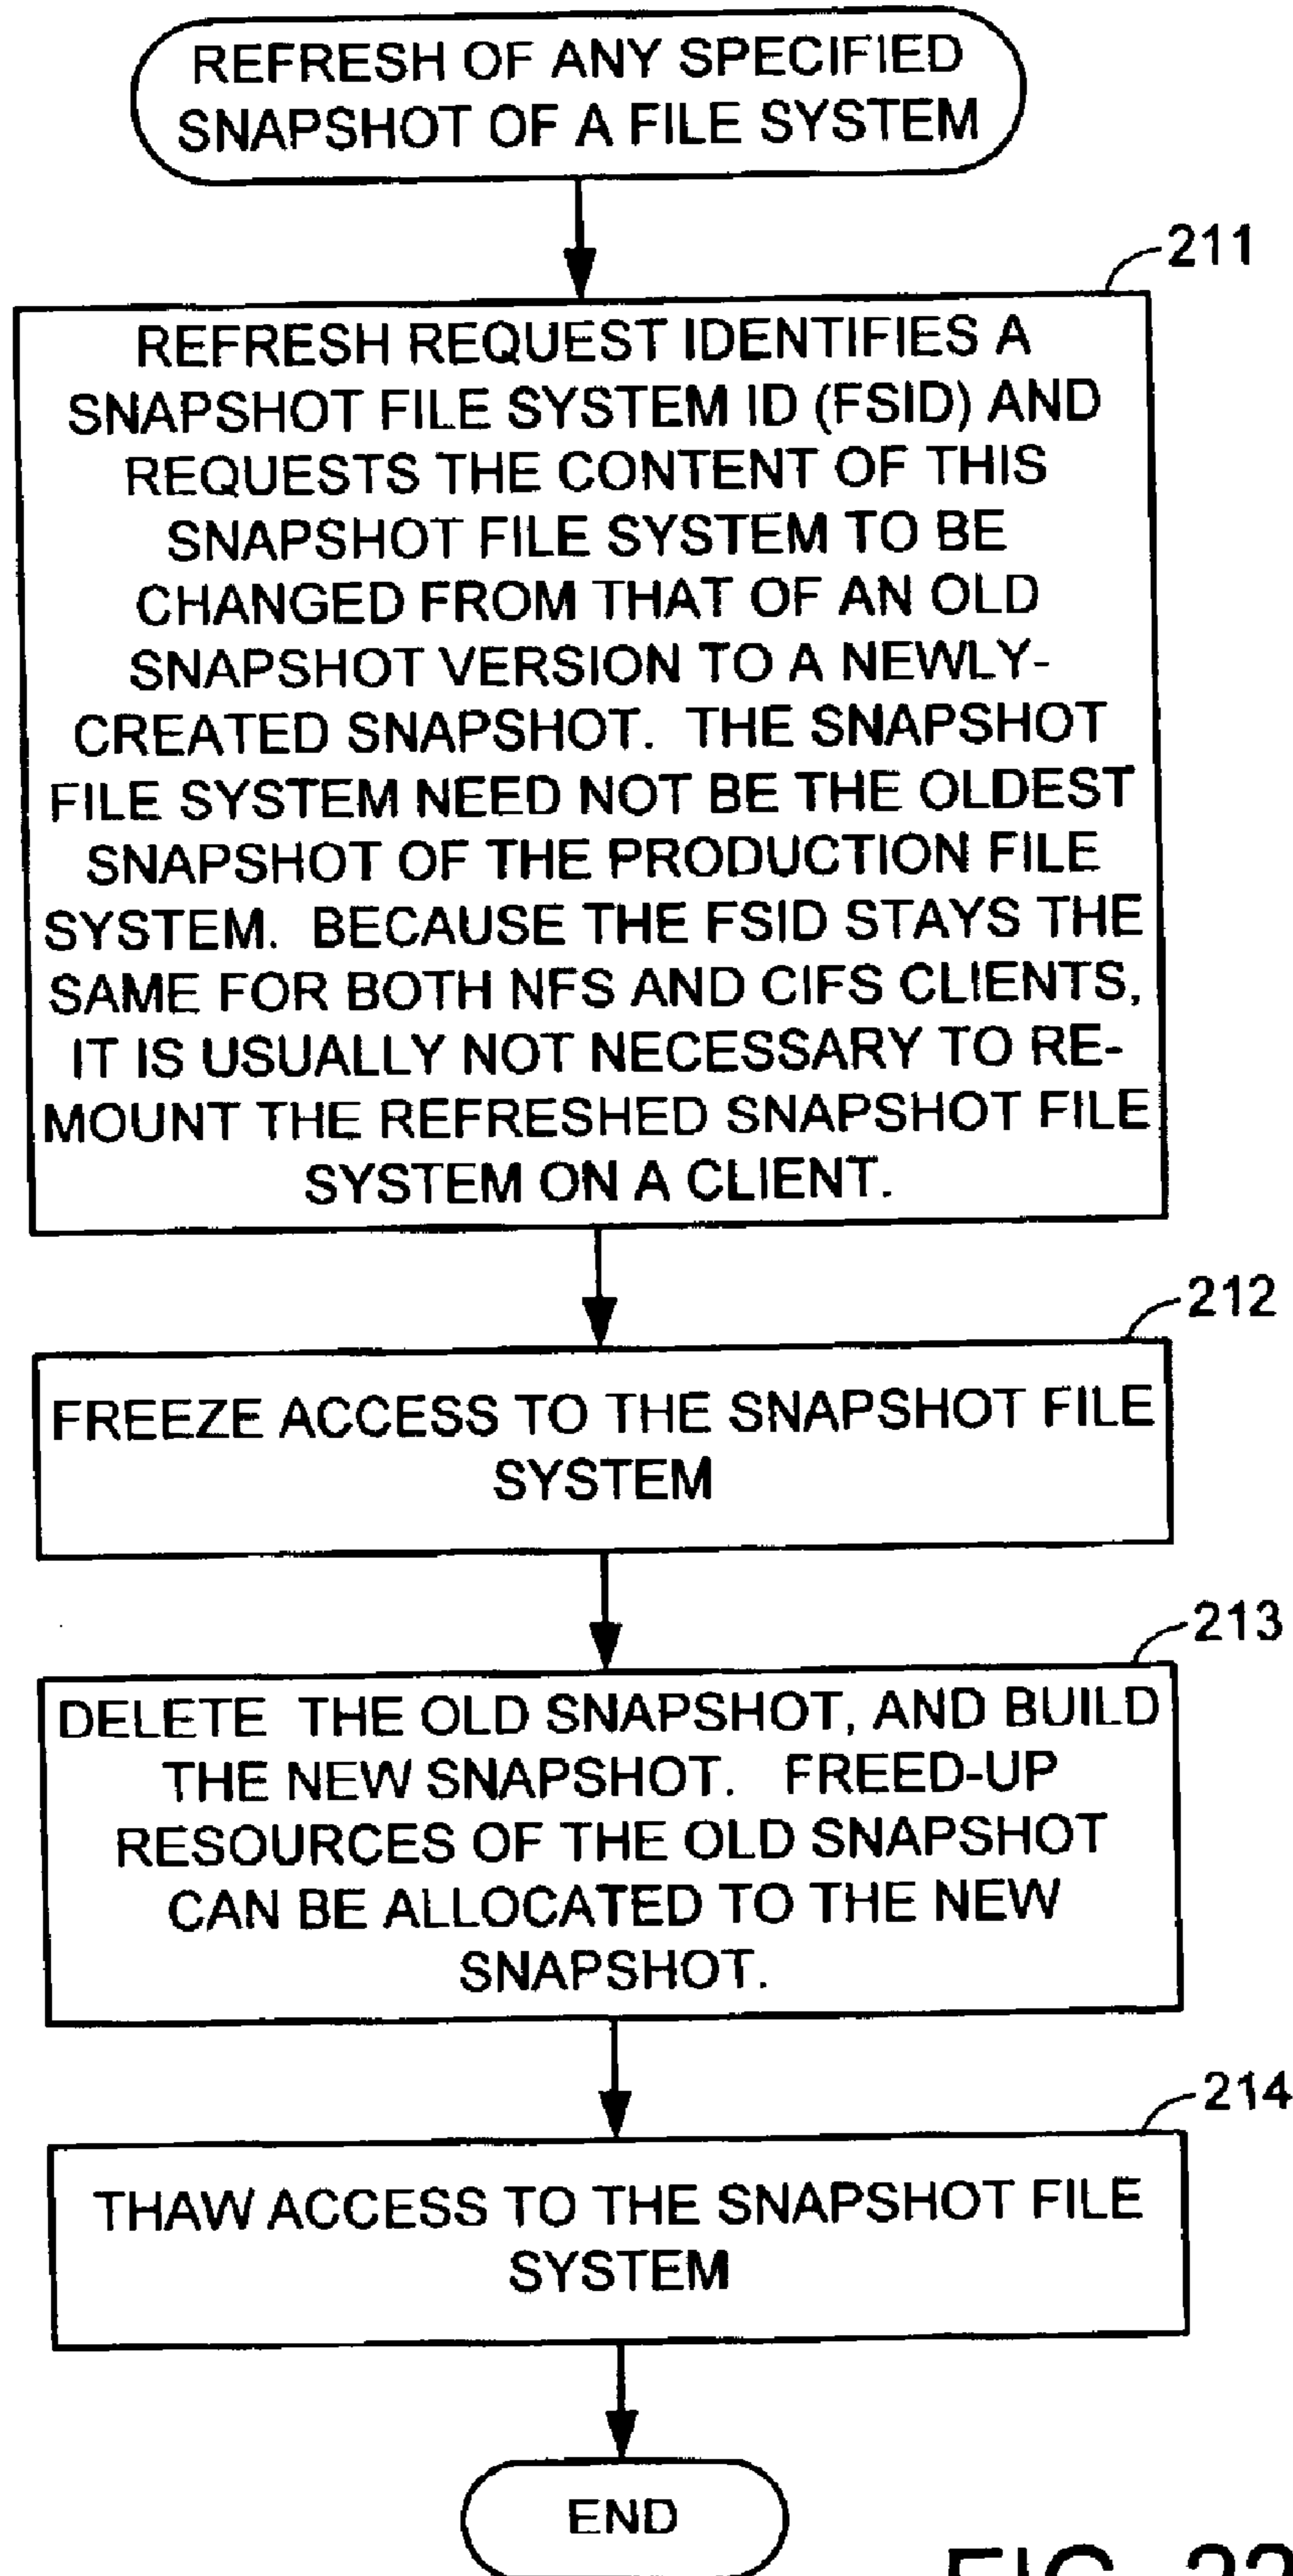 REFRESH OF ANY SPECIFIED
SNAPSHOT OF A FILE SYSTEM
211
REFRESH REQUEST IDENTIFIES A
SNAPSHOT FILE SYSTEM ID (FSID) AND
REQUESTS THE CONTENT OF THIS
SNAPSHOT FILE SYSTEM TO BE
CHANGED FROM THAT OF AN OLD
SNAPSHOT VERSION TO A NEWLY-
CREATED SNAPSHOT. THE SNAPSHOT
FILE SYSTEM NEED NOT BE THE OLDEST
SNAPSHOT OF THE PRODUCTION FILE
SYSTEM. BECAUSE THE FSID STAYS THE
SAME FOR BOTH NFS AND CIFS CLIENTS,
IT IS USUALLY NOT NECESSARY TO RE-
MOUNT THE REFRESHED SNAPSHOT FILE
SYSTEM ON A CLIENT.
212
FREEZE ACCESS TO THE SNAPSHOT FILE
SYSTEM
213
DELETE THE OLD SNAPSHOT, AND BUILD
THE NEW SNAPSHOT. FREED-UP
RESOURCES OF THE OLD SNAPSHOT
CAN BE ALLOCATED TO THE NEW
SNAPSHOT.
214
THAW ACCESS TO THE SNAPSHOT FILE
SYSTEM
END